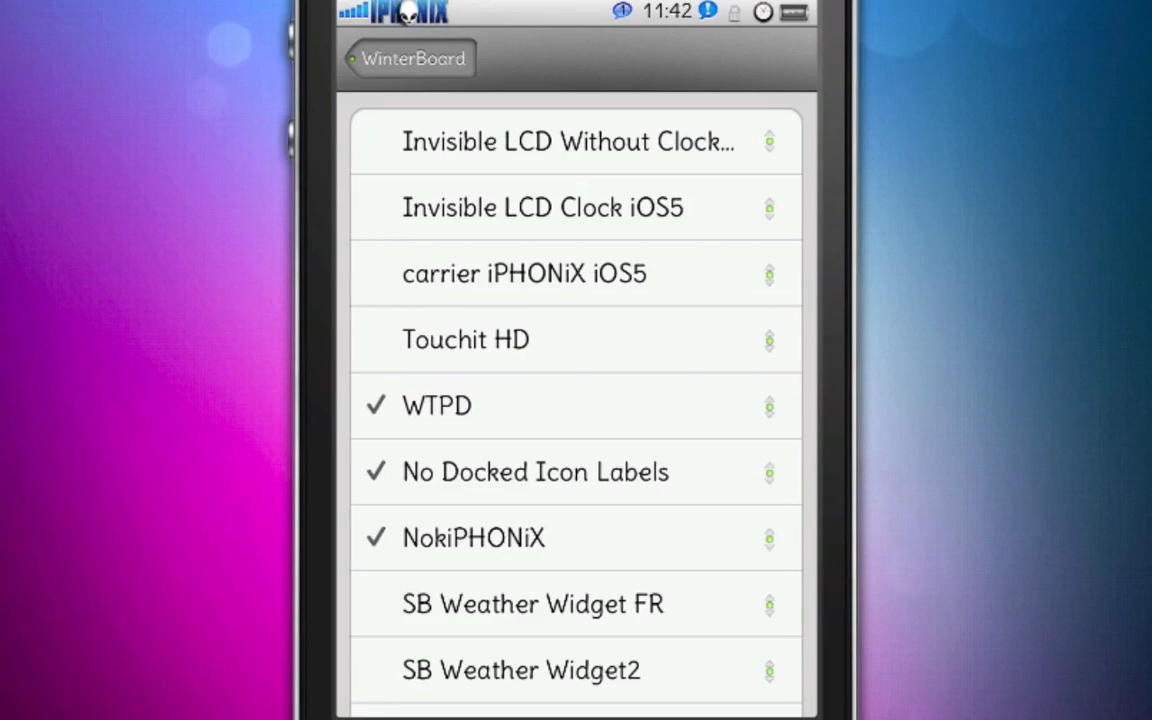 iPHONiX 11:42
WinterBoard
Invisible LCD Without Clock...
Invisible LCD Clock iOS5
carrier iPHONiX iOS5
Touchit HD
WTPD
No Docked Icon Labels
NokiPHONiX
SB Weather Widget FR
SB Weather Widget2